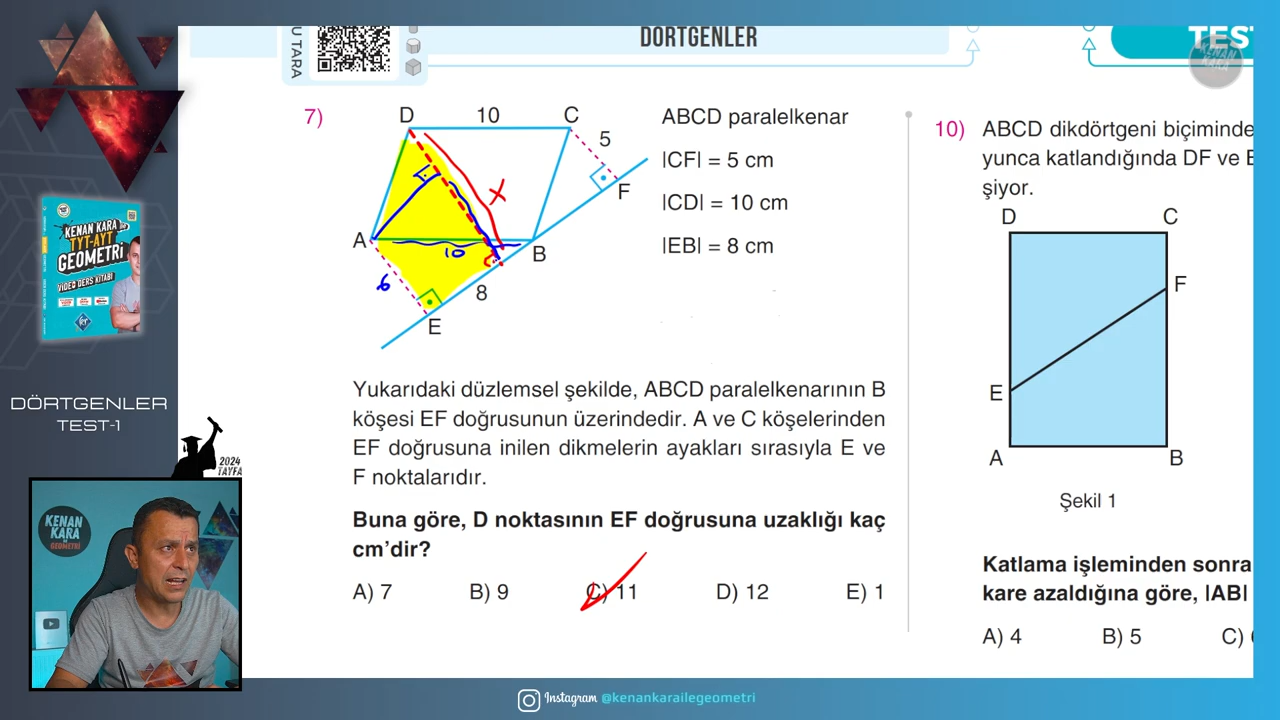 DÖRTGENLER
TEST
U TARA
KENAN KARA
KENAN KARA
TYT-AYT
GEOMETRİ
VİDEO DERS KİTABI
DÖRTGENLER
TEST-1
2024
TAYFA
KENAN
KARA
GEOMETRİ
7)
D 10 C
5
F
A
B
10
6
8
E
x
ABCD paralelkenar
|CF| = 5 cm
|CD| = 10 cm
|EB| = 8 cm
Yukarıdaki düzlemsel şekilde, ABCD paralelkenarının B
köşesi EF doğrusunun üzerindedir. A ve C köşelerinden
EF doğrusuna inilen dikmelerin ayakları sırasıyla E ve
F noktalarıdır.
Buna göre, D noktasının EF doğrusuna uzaklığı kaç
cm’dir?
A) 7 B) 9 C) 11 D) 12 E) 1
10) ABCD dikdörtgeni biçiminde
yunca katlandığında DF ve E
şiyor.
D C
F
E
A B
Şekil 1
Katlama işleminden sonra
kare azaldığına göre, |AB|
A) 4 B) 5 C)
Instagram @kenankarailegeometri